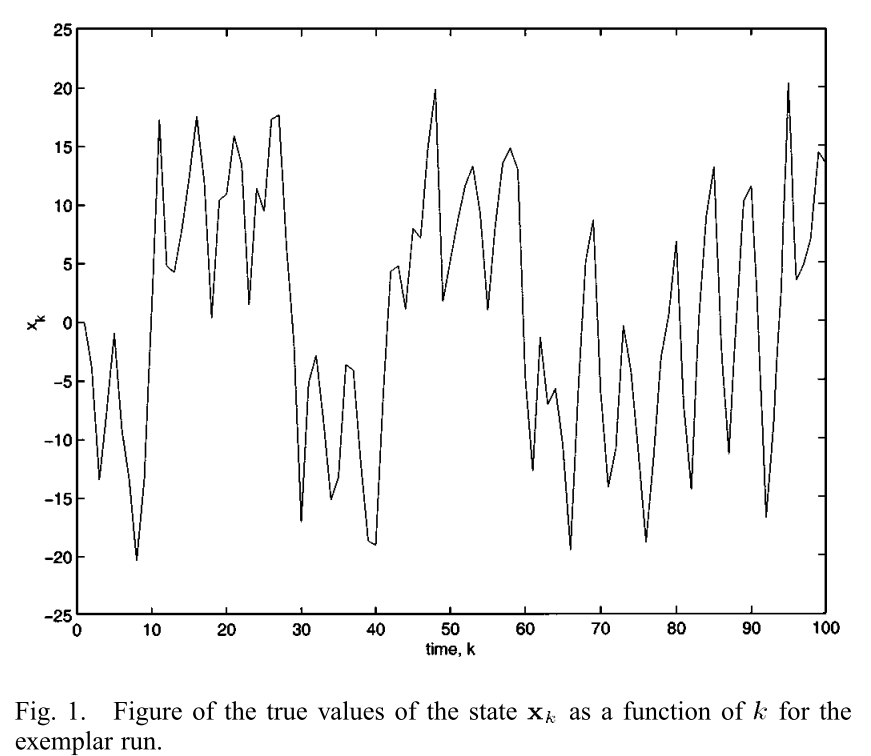 25
20
15
10
5
0
−5
−10
−15
−20
−25
x_k
0 10 20 30 40 50 60 70 80 90 100
time, k
Fig. 1. Figure of the true values of the state x_k as a function of k for the
exemplar run.